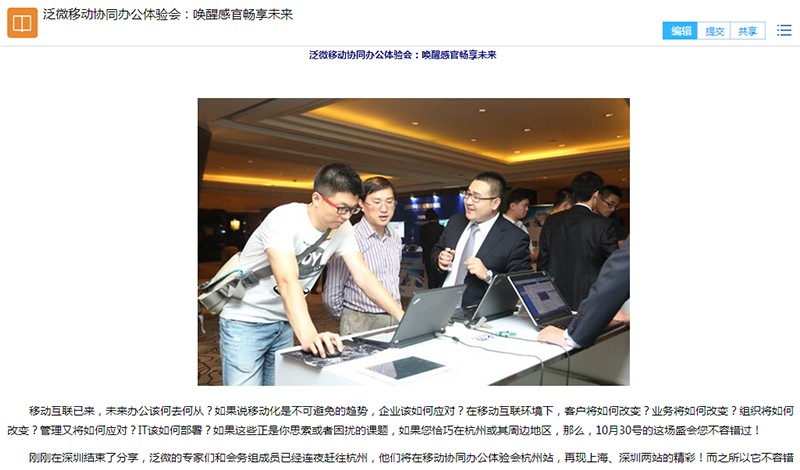 泛微移动协同办公体验会：唤醒感官畅享未来
编辑 提交 共享
泛微移动协同办公体验会：唤醒感官畅享未来
移动互联已来，未来办公该何去何从？如果说移动化是不可避免的趋势，企业该如何应对？在移动互联环境下，客户将如何改变？业务将如何改变？组织将如何
改变？管理又将如何应对？IT该如何部署？如果这些正是你思索或者困扰的课题，如果您恰巧在杭州或其周边地区，那么，10月30号的这场盛会您不容错过！
刚刚在深圳结束了分享，泛微的专家们和会务组成员已经连夜赶往杭州，他们将在移动协同办公体验会杭州站，再现上海、深圳两站的精彩！而之所以它不容错